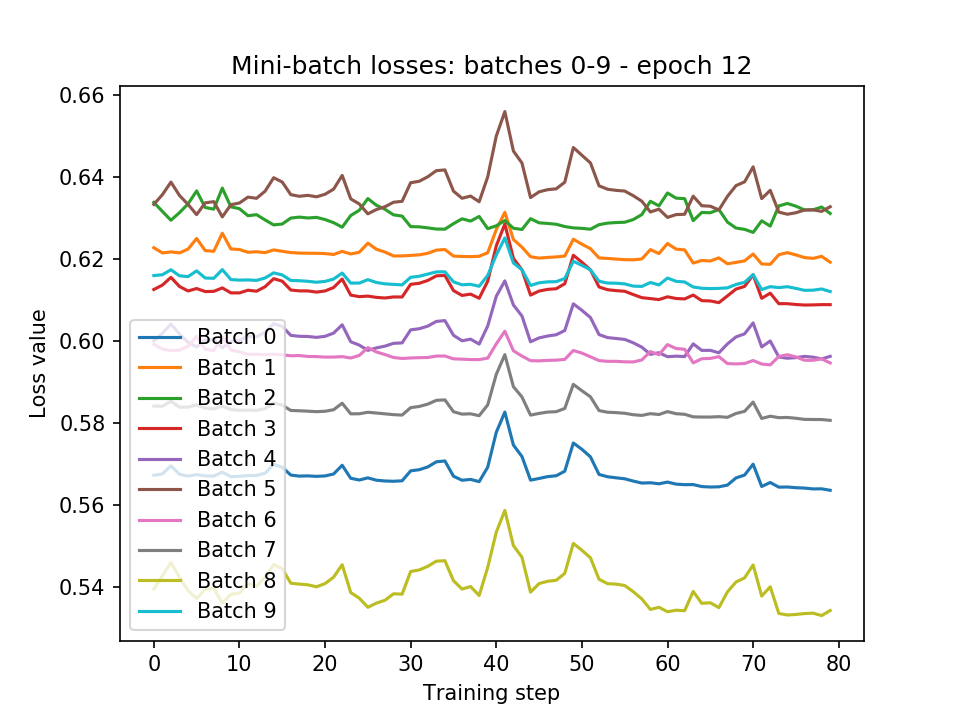 Mini-batch losses: batches 0-9 - epoch 12
0.66
0.64
0.62
0.60
0.58
0.56
0.54
Loss value
Batch 0
Batch 1
Batch 2
Batch 3
Batch 4
Batch 5
Batch 6
Batch 7
Batch 8
Batch 9
0 10 20 30 40 50 60 70 80
Training step